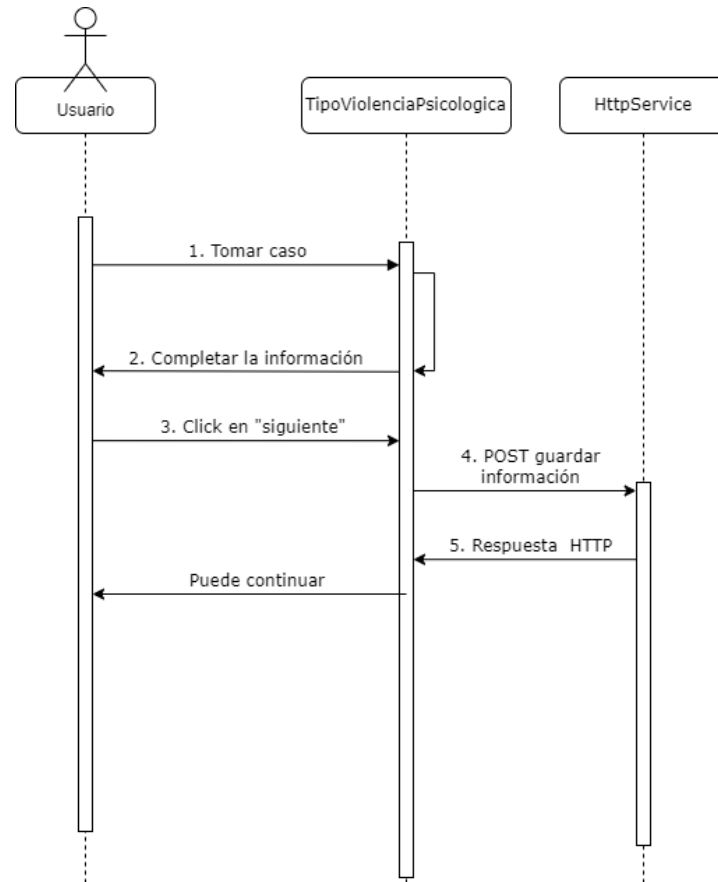 Usuario
TipoViolenciaPsicologica
HttpService
1. Tomar caso
2. Completar la información
3. Click en "siguiente"
4. POST guardar
información
5. Respuesta HTTP
Puede continuar